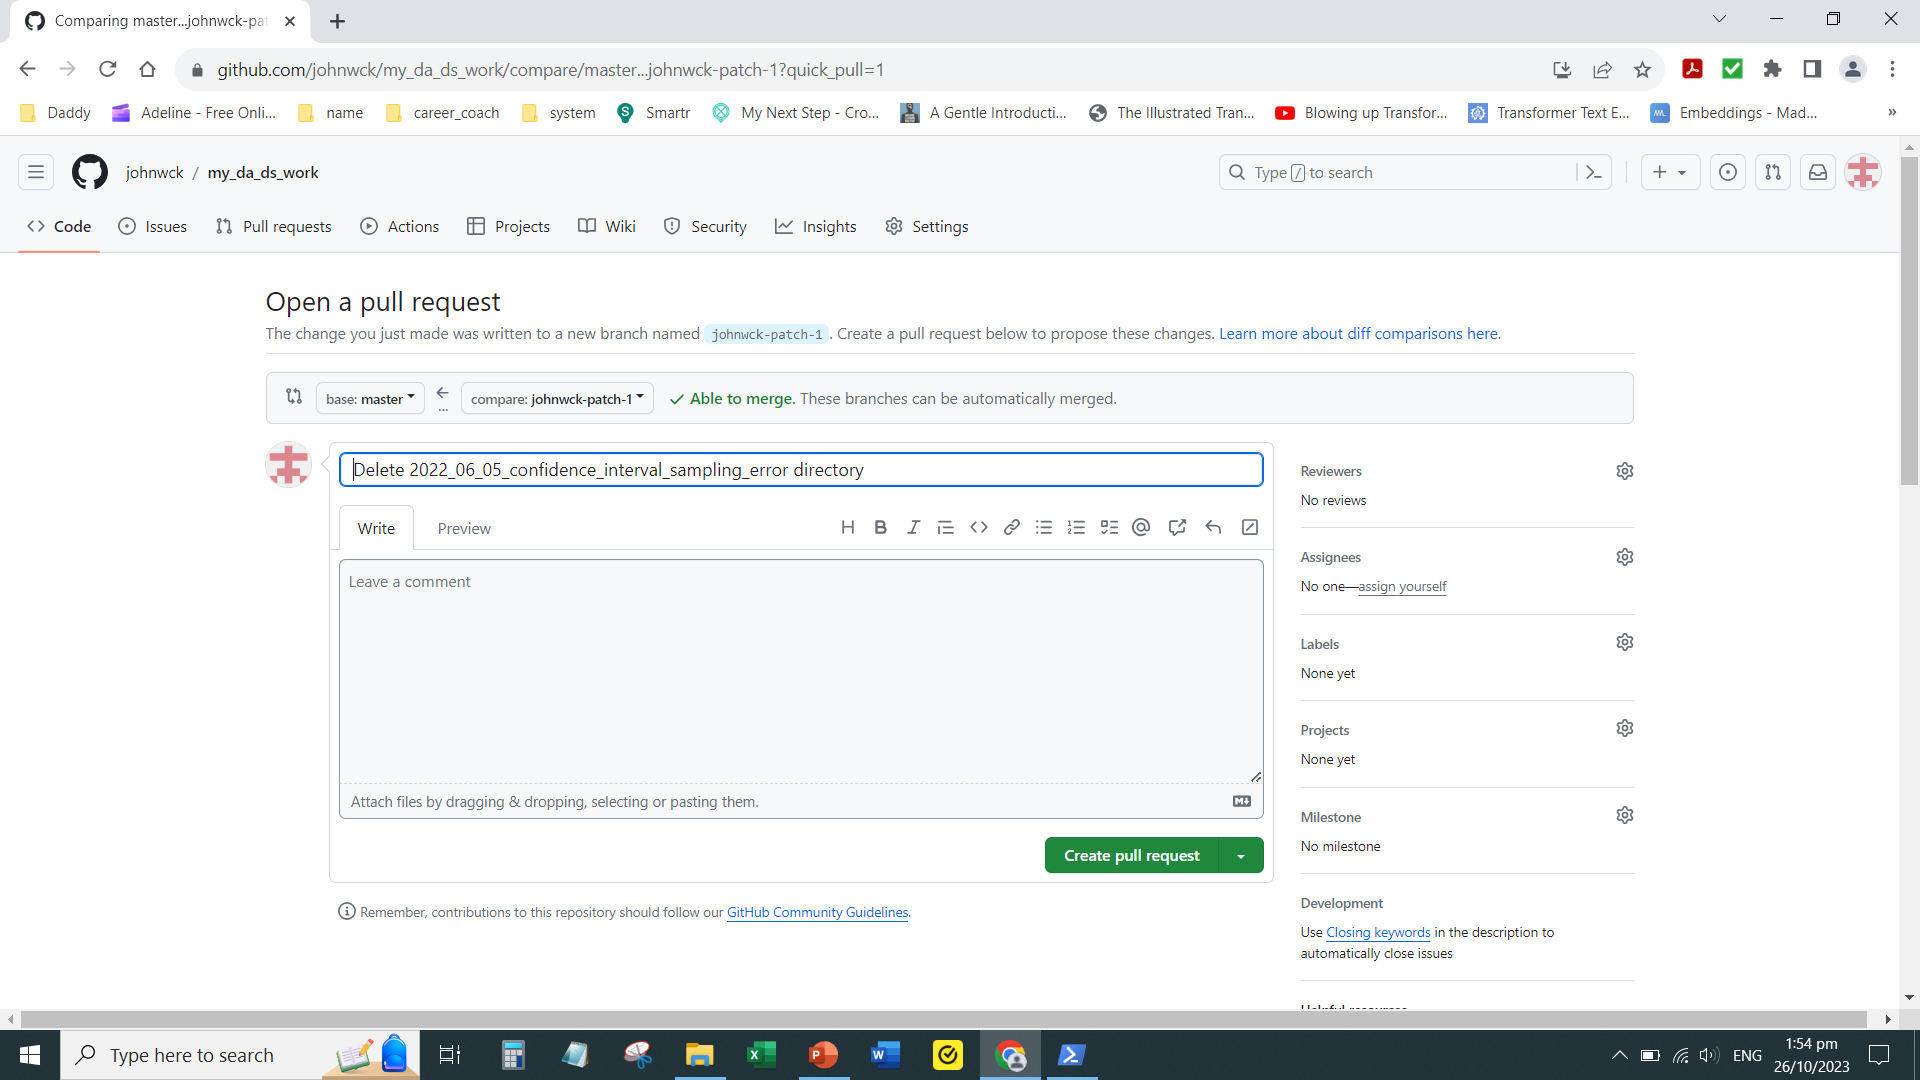 Comparing master...johnwck-pat
github.com/johnwck/my_da_ds_work/compare/master...johnwck-patch-1?quick_pull=1
Daddy Adeline - Free Onli... name career_coach system Smartr My Next Step - Cro... A Gentle Introducti... The Illustrated Tran... Blowing up Transfor... Transformer Text E... Embeddings - Mad... »
johnwck / my_da_ds_work Type / to search
Code Issues Pull requests Actions Projects Wiki Security Insights Settings
Open a pull request
The change you just made was written to a new branch named johnwck-patch-1. Create a pull request below to propose these changes. Learn more about diff comparisons here.
base: master ... compare: johnwck-patch-1 Able to merge. These branches can be automatically merged.
Delete 2022_06_05_confidence_interval_sampling_error directory
Write Preview
Leave a comment
Attach files by dragging & dropping, selecting or pasting them.
Create pull request
Remember, contributions to this repository should follow our GitHub Community Guidelines.
Reviewers
No reviews
Assignees
No one—assign yourself
Labels
None yet
Projects
None yet
Milestone
No milestone
Development
Use Closing keywords in the description to
automatically close issues
Type here to search
ENG
1:54 pm
26/10/2023